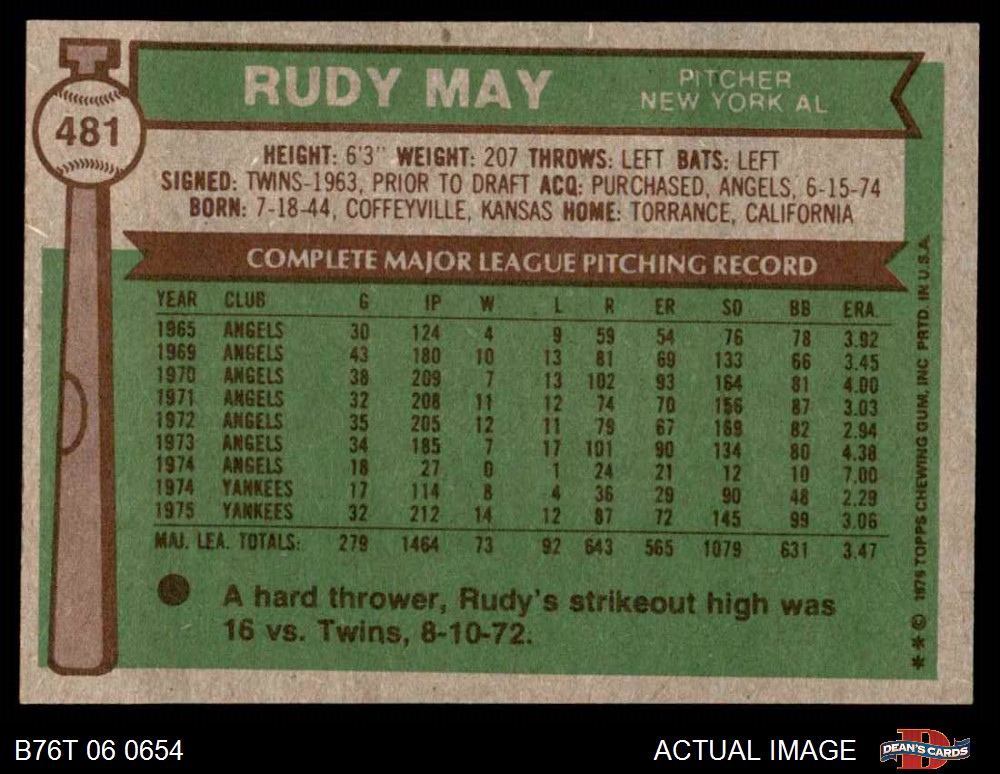 RUDY MAY
PITCHER
NEW YORK AL
481
HEIGHT: 6'3" WEIGHT: 207 THROWS: LEFT BATS: LEFT
SIGNED: TWINS-1963, PRIOR TO DRAFT ACQ: PURCHASED, ANGELS, 6-15-74
BORN: 7-18-44, COFFEYVILLE, KANSAS HOME: TORRANCE, CALIFORNIA
COMPLETE MAJOR LEAGUE PITCHING RECORD
YEAR CLUB G IP W L R ER SO BB ERA.
1965 ANGELS 30 124 4 9 59 54 76 78 3.92
1969 ANGELS 43 180 10 13 81 69 133 66 3.45
1970 ANGELS 38 209 7 13 102 93 164 81 4.00
1971 ANGELS 32 208 11 12 74 70 156 87 3.03
1972 ANGELS 35 205 12 11 79 67 169 82 2.94
1973 ANGELS 34 185 7 17 101 90 134 80 4.38
1974 ANGELS 18 27 0 1 24 21 12 10 7.00
1974 YANKEES 17 114 8 4 36 29 90 48 2.29
1975 YANKEES 32 212 14 12 87 72 145 99 3.06
MAJ. LEA. TOTALS: 279 1464 73 92 643 565 1079 631 3.47
A hard thrower, Rudy's strikeout high was
16 vs. Twins, 8-10-72.
** © 1976 TOPPS CHEWING GUM, INC PRTD. IN U.S.A.
B76T 06 0654
ACTUAL IMAGE
DEAN'S CARDS